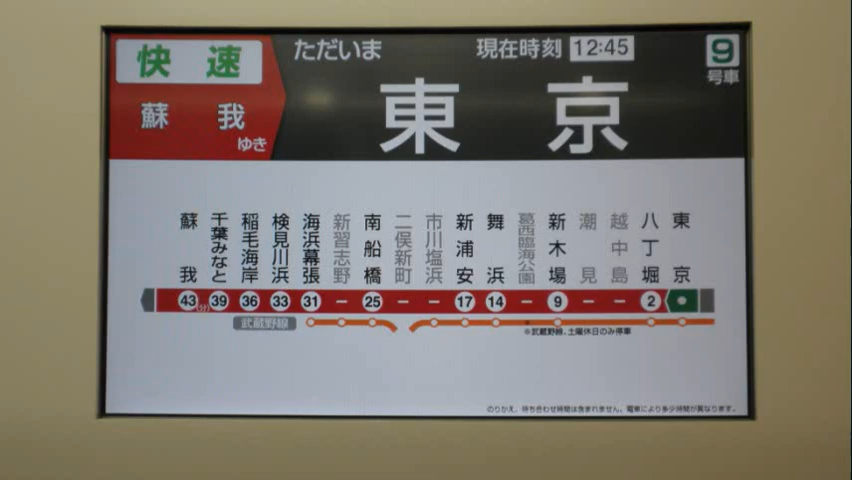 快速
ただいま
現在時刻 12:45
9
号車
蘇我
ゆき
東京
蘇我
千葉みなと
稲毛海岸
検見川浜
海浜幕張
新習志野
南船橋
二俣新町
市川塩浜
新浦安
舞浜
葛西臨海公園
新木場
潮見
越中島
八丁堀
東京
43 (分) 39 36 33 31 − 25 − − 17 14 − 9 − − 2
武蔵野線
※武蔵野線、土曜休日のみ停車
のりかえ、待ち合わせ時間は含まれません。電車により多少時間が異なります。